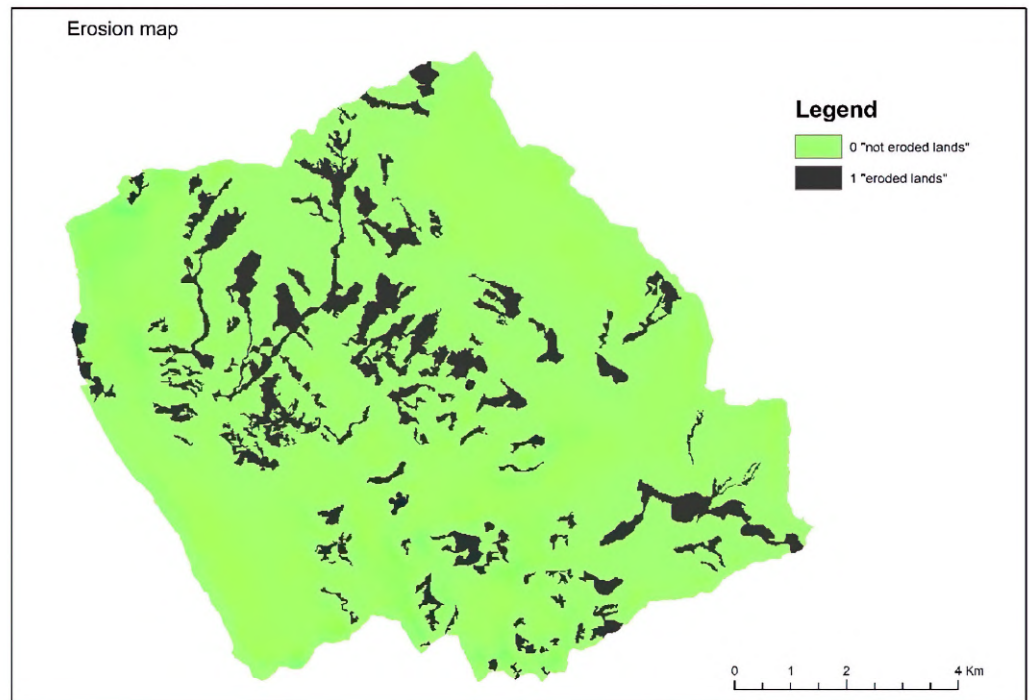 Erosion map
Legend
0 "not eroded lands"
1 "eroded lands"
0 1 2 4 Km